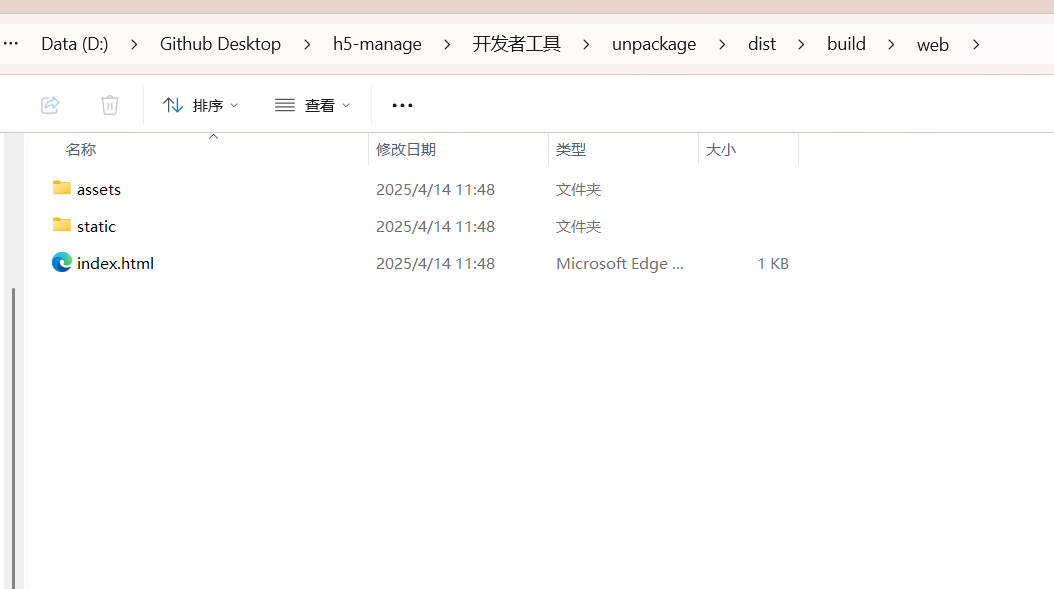 … Data (D:) > Github Desktop > h5-manage > 开发者工具 > unpackage > dist > build > web >
排序 查看 •••
名称 修改日期 类型 大小
assets 2025/4/14 11:48 文件夹
static 2025/4/14 11:48 文件夹
index.html 2025/4/14 11:48 Microsoft Edge ... 1 KB